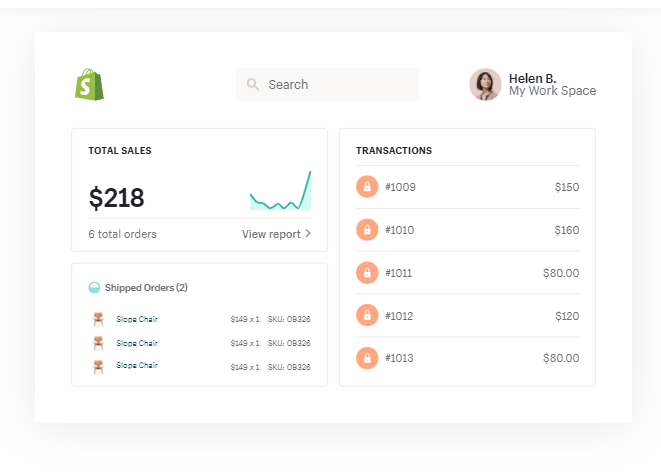 S
Search
Helen B.
My Work Space
TOTAL SALES
$218
6 total orders
View report
Shipped Orders (2)
Slope Chair $149 x 1 SKU: OB326
Slope Chair $149 x 1 SKU: OB326
Slope Chair $149 x 1 SKU: OB326
TRANSACTIONS
#1009 $150
#1010 $160
#1011 $80.00
#1012 $120
#1013 $80.00